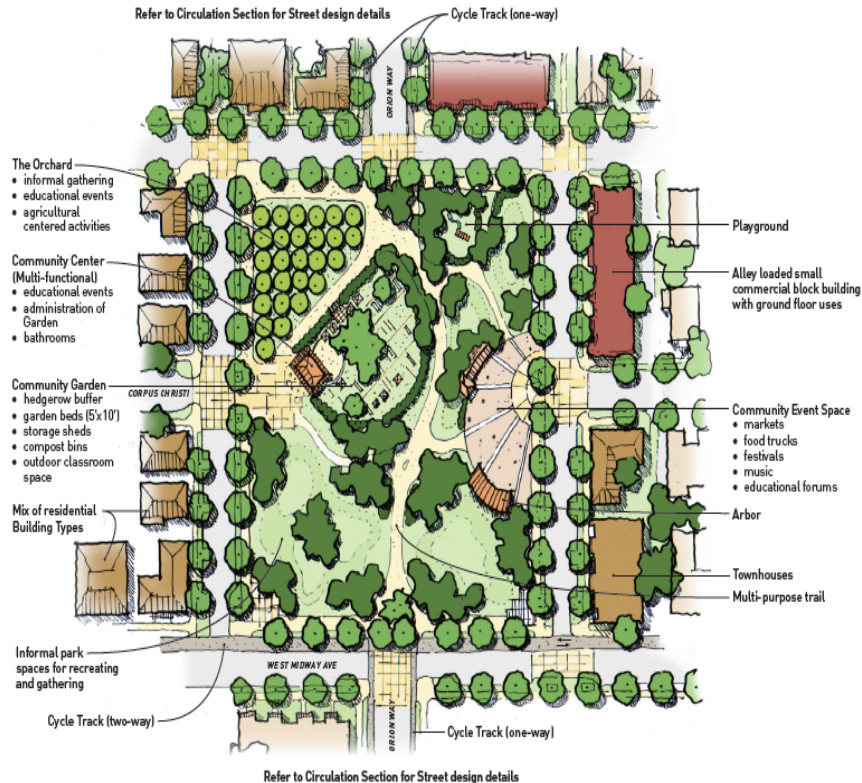 Refer to Circulation Section for Street design details
Cycle Track (one-way)
ORION WAY
The Orchard
• informal gathering
• educational events
• agricultural
centered activities
Community Center
(Multi-functional)
• educational events
• administration of
Garden
• bathrooms
Community Garden
• hedgerow buffer
• garden beds (5'x10')
• storage sheds
• compost bins
• outdoor classroom
space
Mix of residential
Building Types
Informal park
spaces for recreating
and gathering
Cycle Track (two-way)
CORPUS CHRISTI
WEST MIDWAY AVE
ORION WAY
Playground
Alley loaded small
commercial block building
with ground floor uses
Community Event Space
• markets
• food trucks
• festivals
• music
• educational forums
Arbor
Townhouses
Multi-purpose trail
Cycle Track (one-way)
Refer to Circulation Section for Street design details